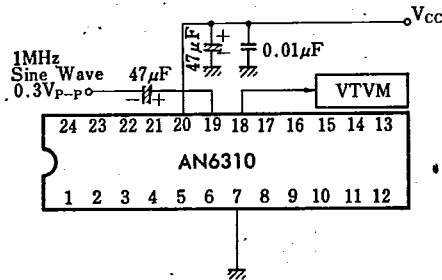 Vcc
47μF
+
−
0.01μF
1MHz
Sine Wave
0.3Vp-p
47μF
− +
VTVM
24 23 22 21 20 19 18 17 16 15 14 13
AN6310
1 2 3 4 5 6 7 8 9 10 11 12